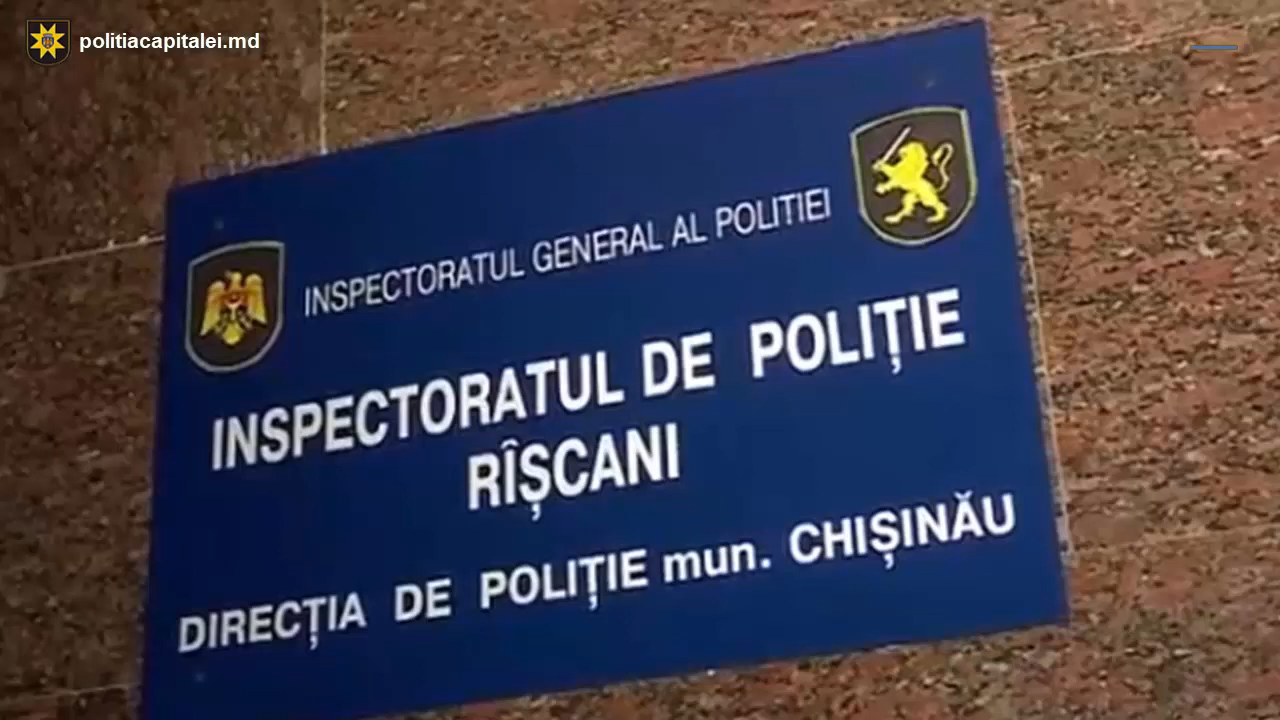 politiacapitalei.md
INSPECTORATUL GENERAL AL POLIȚIEI
INSPECTORATUL DE POLIȚIE
RÎȘCANI
DIRECȚIA DE POLIȚIE mun. CHIȘINĂU